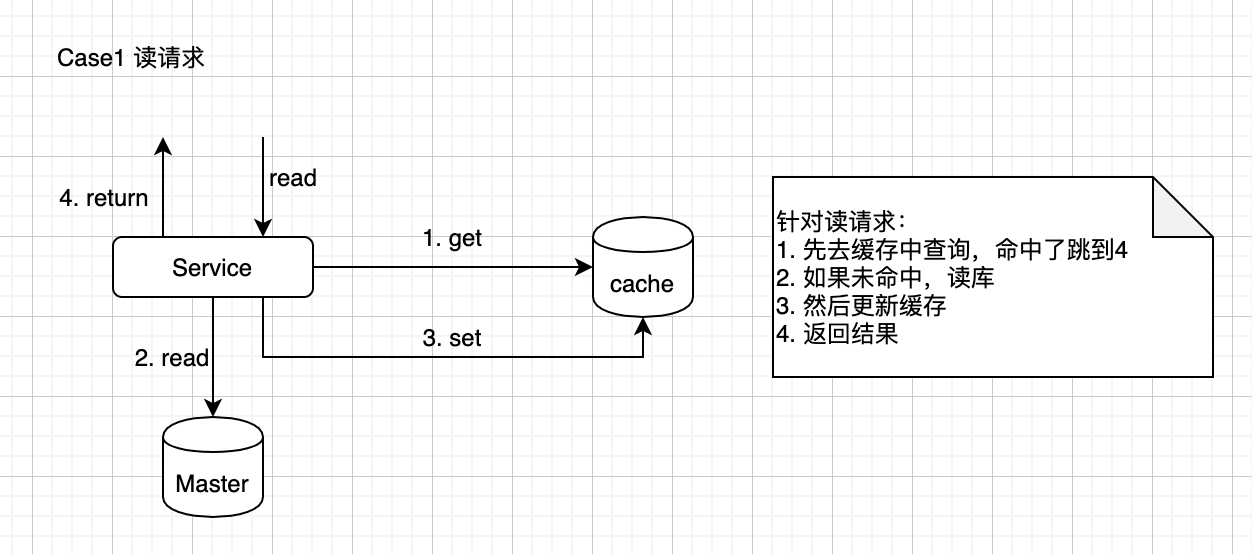 Case1 读请求
4. return
read
1. get
Service
cache
3. set
2. read
Master
针对读请求：
1. 先去缓存中查询，命中了跳到4
2. 如果未命中，读库
3. 然后更新缓存
4. 返回结果